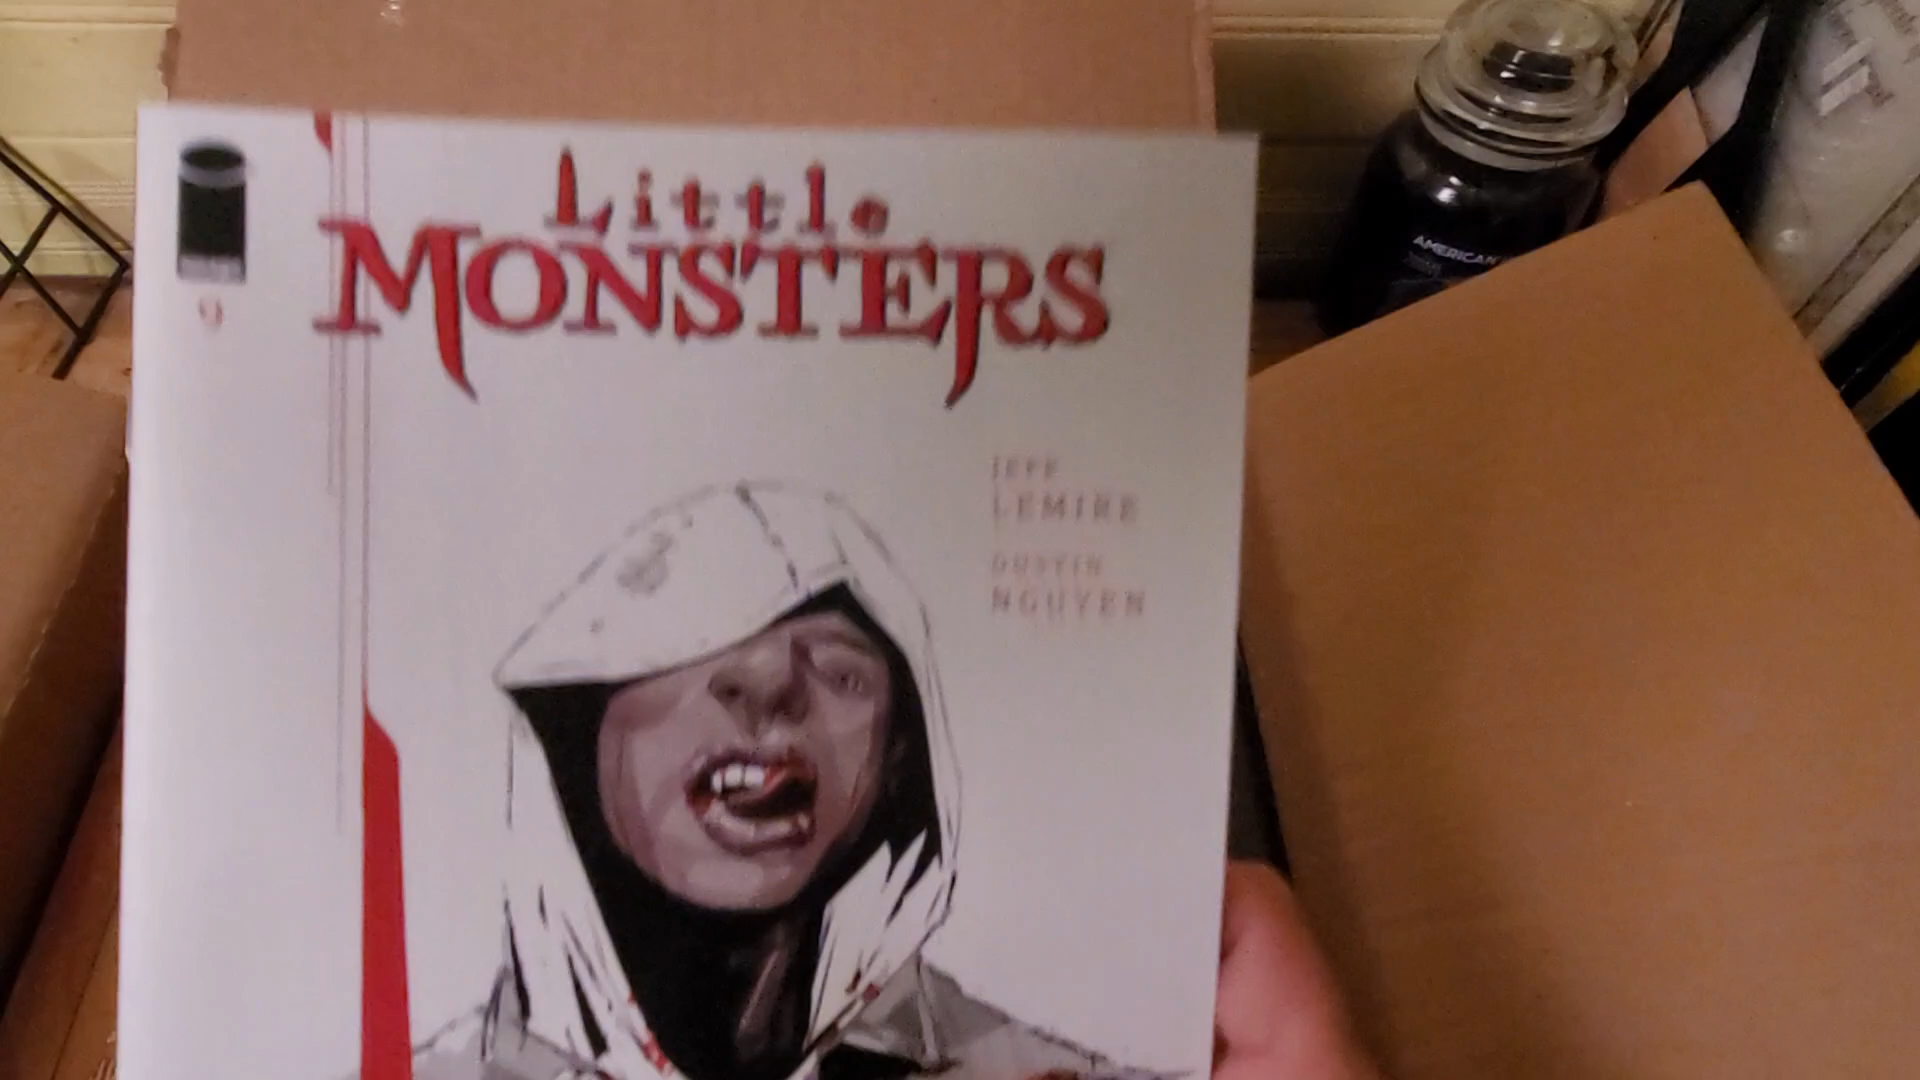 Little
MONSTERS
JEFF
LEMIRE
DUSTIN
NGUYEN
AMERICAN